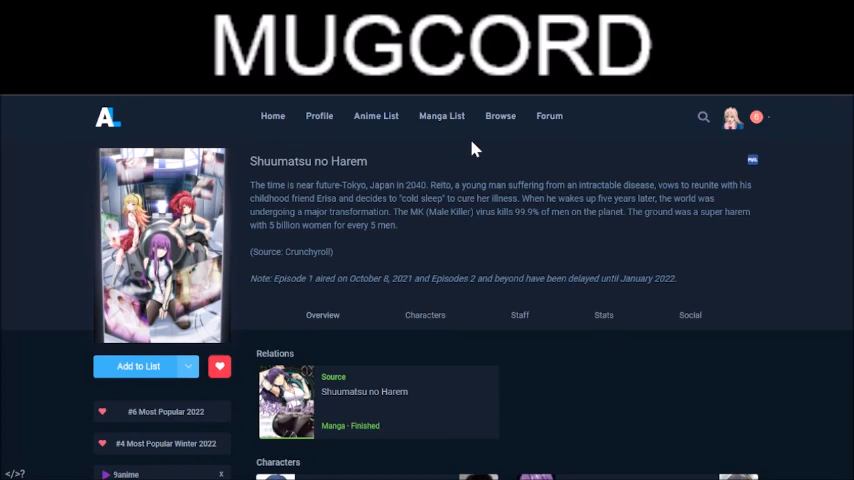 MUGCORD
AL
Home Profile Anime List Manga List Browse Forum
6
Shuumatsu no Harem
MAL
The time is near future-Tokyo, Japan in 2040. Reito, a young man suffering from an intractable disease, vows to reunite with his
childhood friend Erisa and decides to "cold sleep" to cure her illness. When he wakes up five years later, the world was
undergoing a major transformation. The MK (Male Killer) virus kills 99.9% of men on the planet. The ground was a super harem
with 5 billion women for every 5 men.
(Source: Crunchyroll)
Note: Episode 1 aired on October 8, 2021 and Episodes 2 and beyond have been delayed until January 2022.
Overview Characters Staff Stats Social
Add to List
Relations
Source
Shuumatsu no Harem
Manga · Finished
#6 Most Popular 2022
#4 Most Popular Winter 2022
Characters
9anime x
</>?